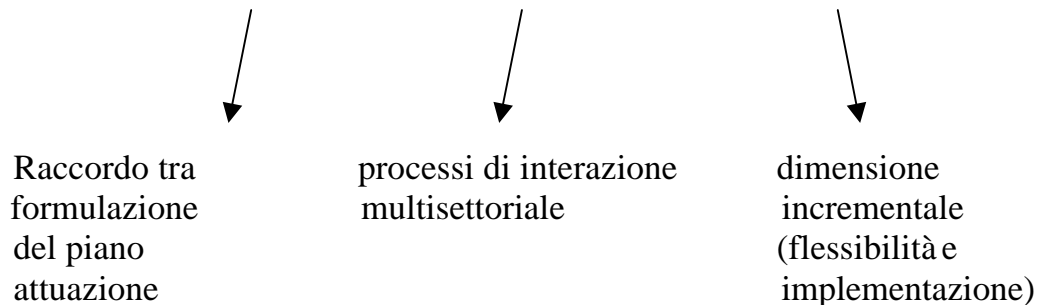 Raccordo tra
formulazione
del piano
attuazione
processi di interazione
multisettoriale
dimensione
incrementale
(flessibilità e
implementazione)